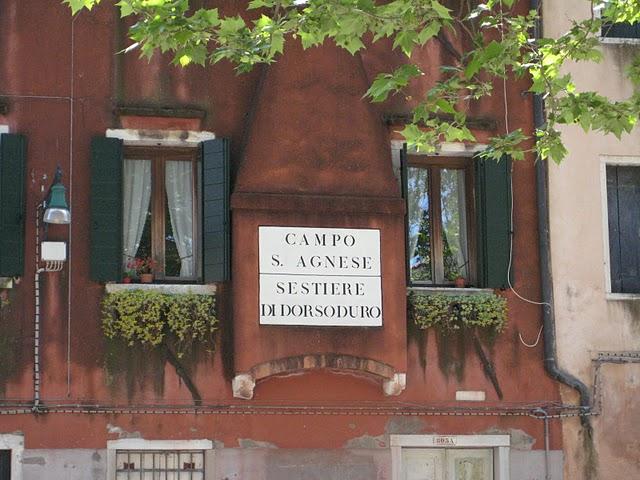 CAMPO
S. AGNESE
SESTIERE
DI DORSODURO